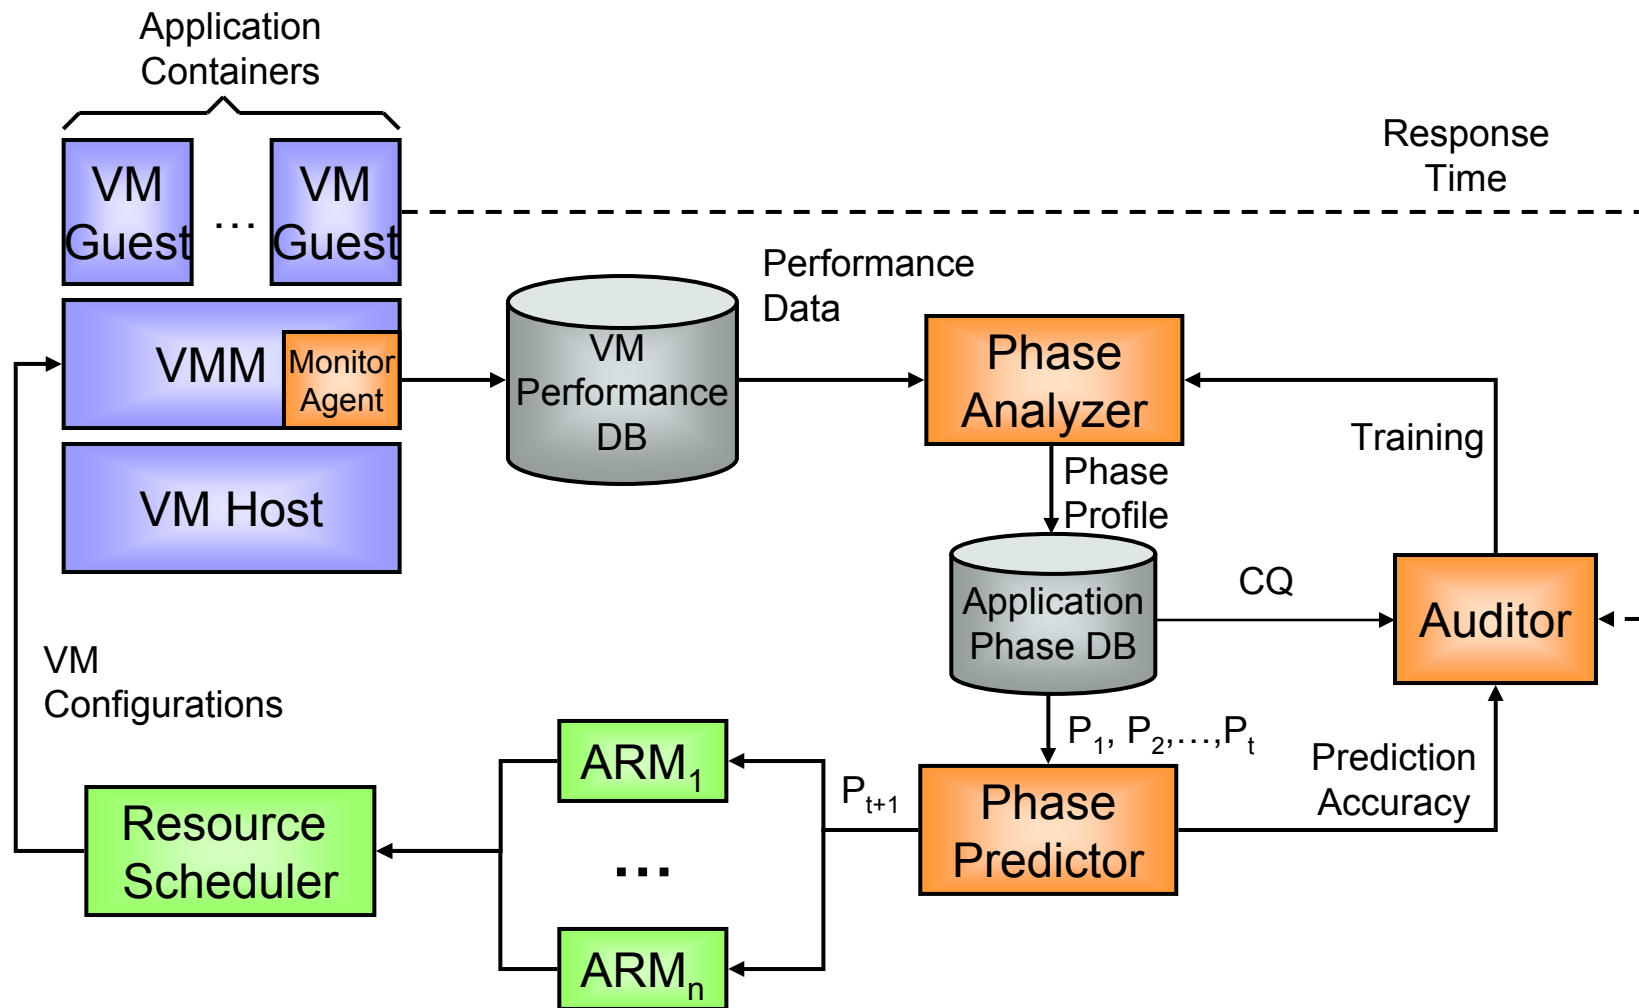 Application
Containers
VM
Guest
...
VM
Guest
Response
Time
VMM
Monitor
Agent
VM Host
VM
Performance
DB
Performance
Data
Phase
Analyzer
Training
Phase
Profile
Application
Phase DB
CQ
Auditor
P1, P2,...,Pt
Prediction
Accuracy
Phase
Predictor
Pt+1
ARM1
...
ARMn
Resource
Scheduler
VM
Configurations